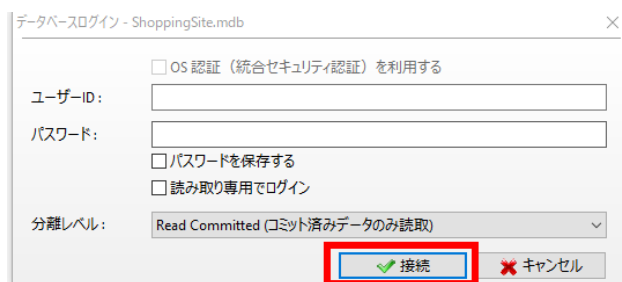 データベースログイン - ShoppingSite.mdb
OS 認証（統合セキュリティ認証）を利用する
ユーザーID：
パスワード：
パスワードを保存する
読み取り専用でログイン
分離レベル： Read Committed (コミット済みデータのみ読取)
接続 キャンセル